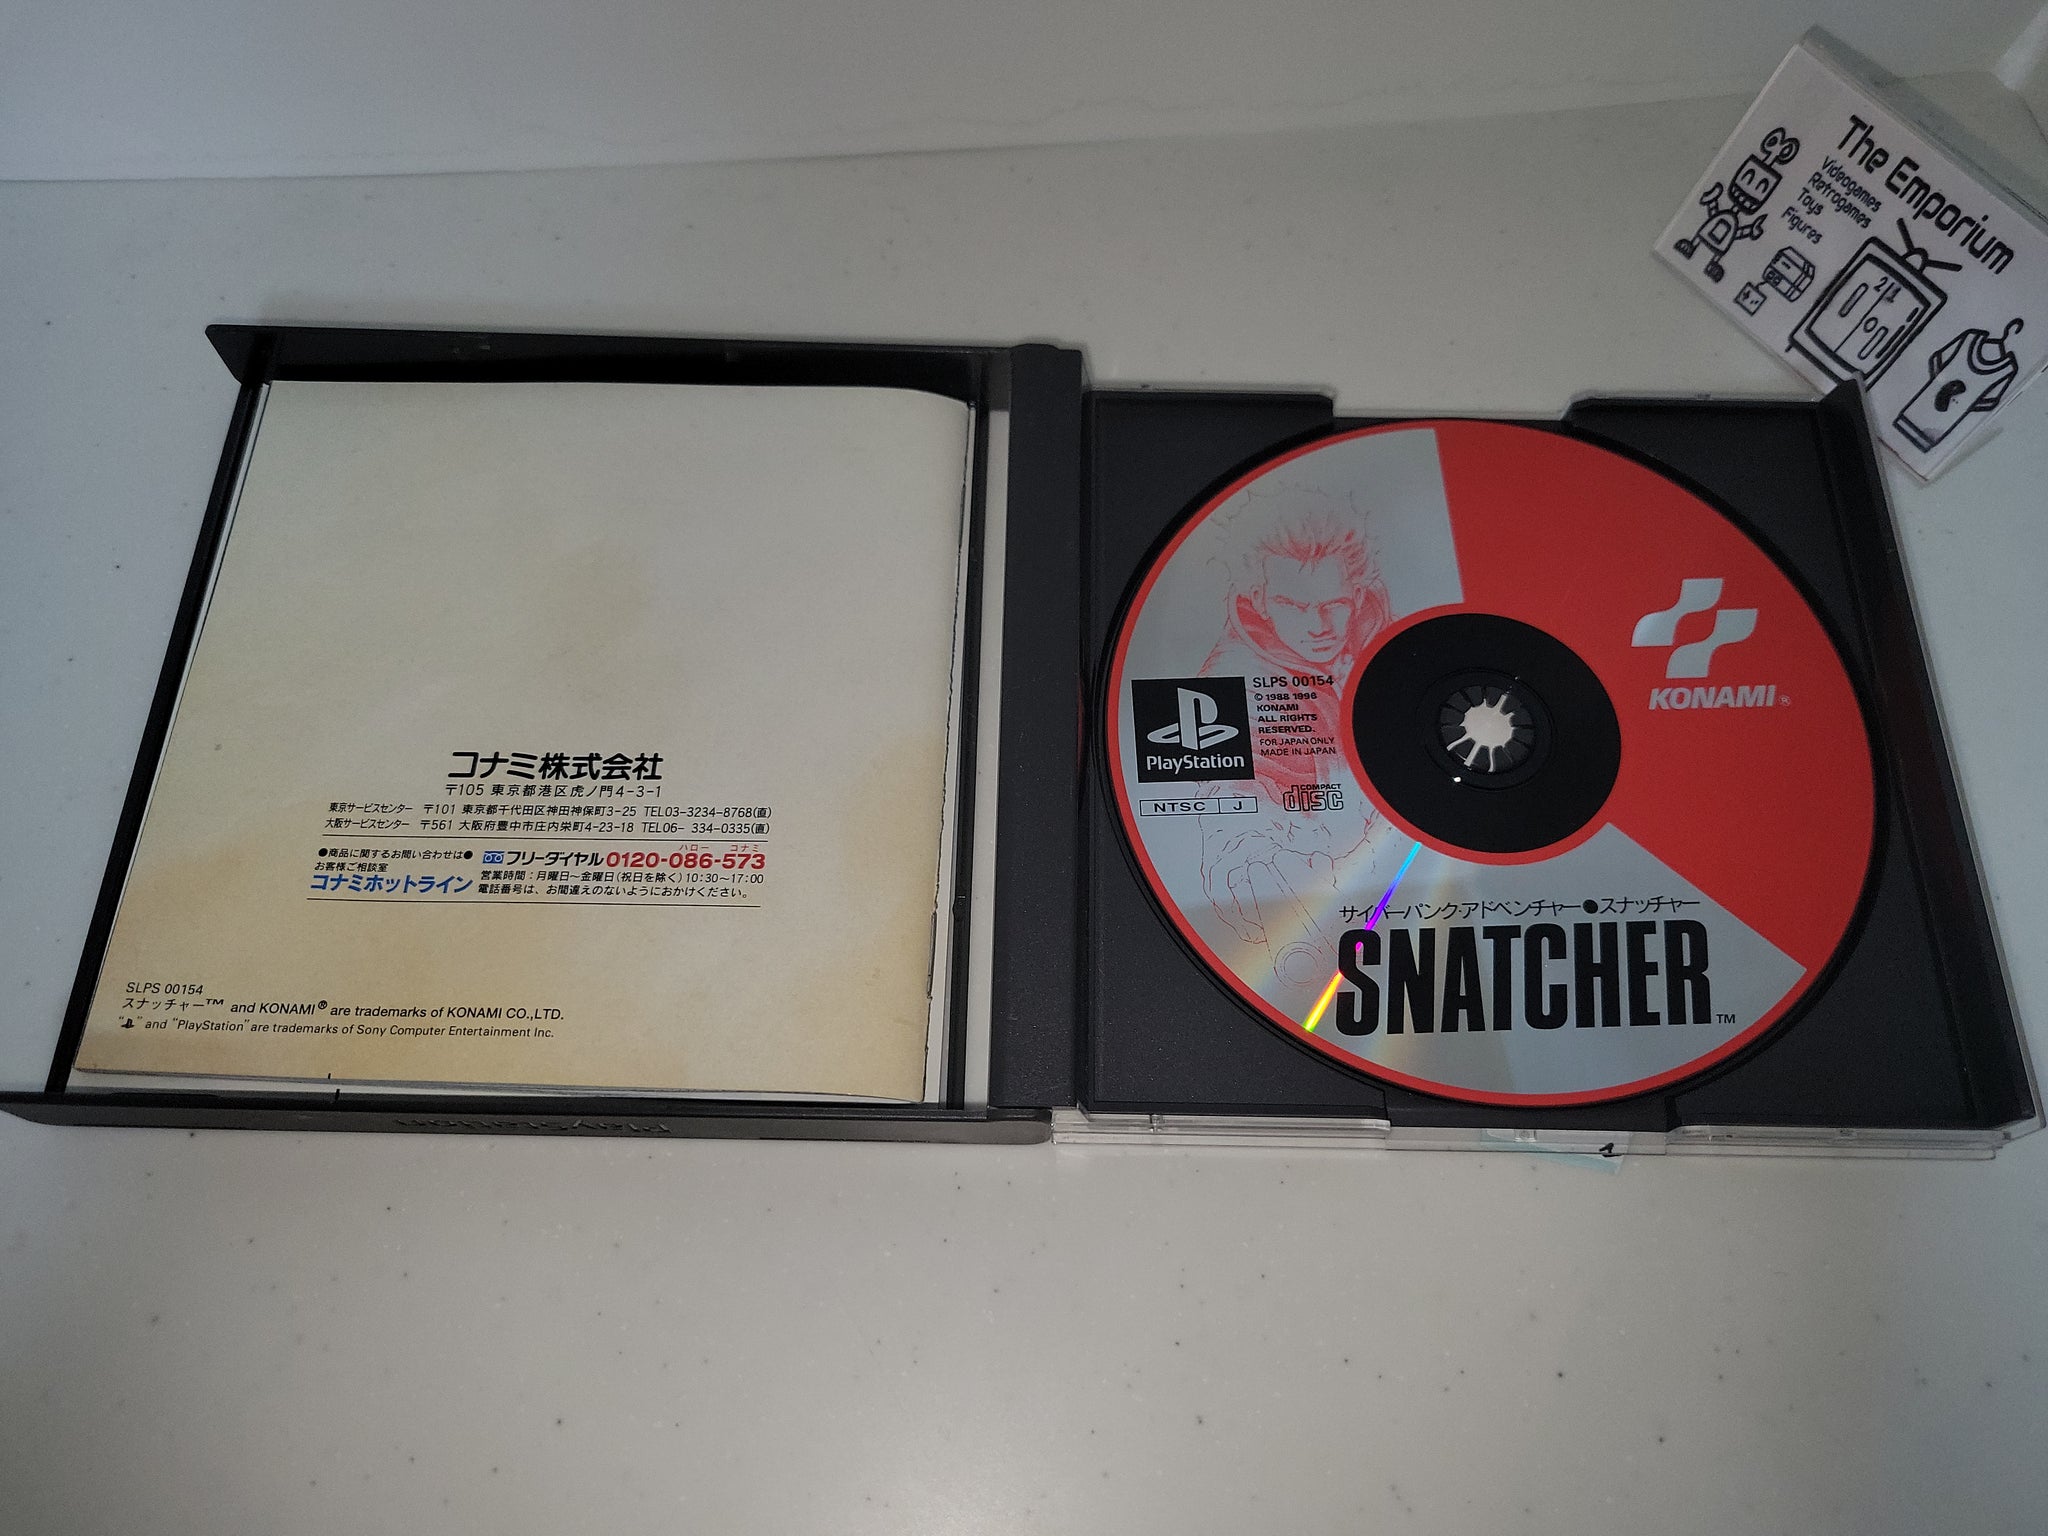 The Emporium
Videogames
Retrogames
Toys
Figures
21
コナミ株式会社
〒105 東京都港区虎ノ門4-3-1
東京サービスセンター 〒101 東京都千代田区神田神保町3-25 TEL03-3234-8768(直)
大阪サービスセンター 〒561 大阪府豊中市庄内栄町4-23-18 TEL06- 334-0335(直)
●商品に関するお問い合わせは●
お客様ご相談室
コナミホットライン
ハロー コナミ
フリーダイヤル 0120-086-573
営業時間：月曜日～金曜日(祝日を除く)10:30～17:00
電話番号は、お間違えのないようにおかけください。
SLPS 00154
スナッチャー™ and KONAMI® are trademarks of KONAMI CO.,LTD.
" " and "PlayStation" are trademarks of Sony Computer Entertainment Inc.
PlayStation
KONAMI®
SLPS 00154
© 1988 1996
KONAMI
ALL RIGHTS
RESERVED.
FOR JAPAN ONLY
MADE IN JAPAN
PlayStation
NTSC J
COMPACT
disc
サイバーパンク・アドベンチャー●スナッチャー
SNATCHER™
1